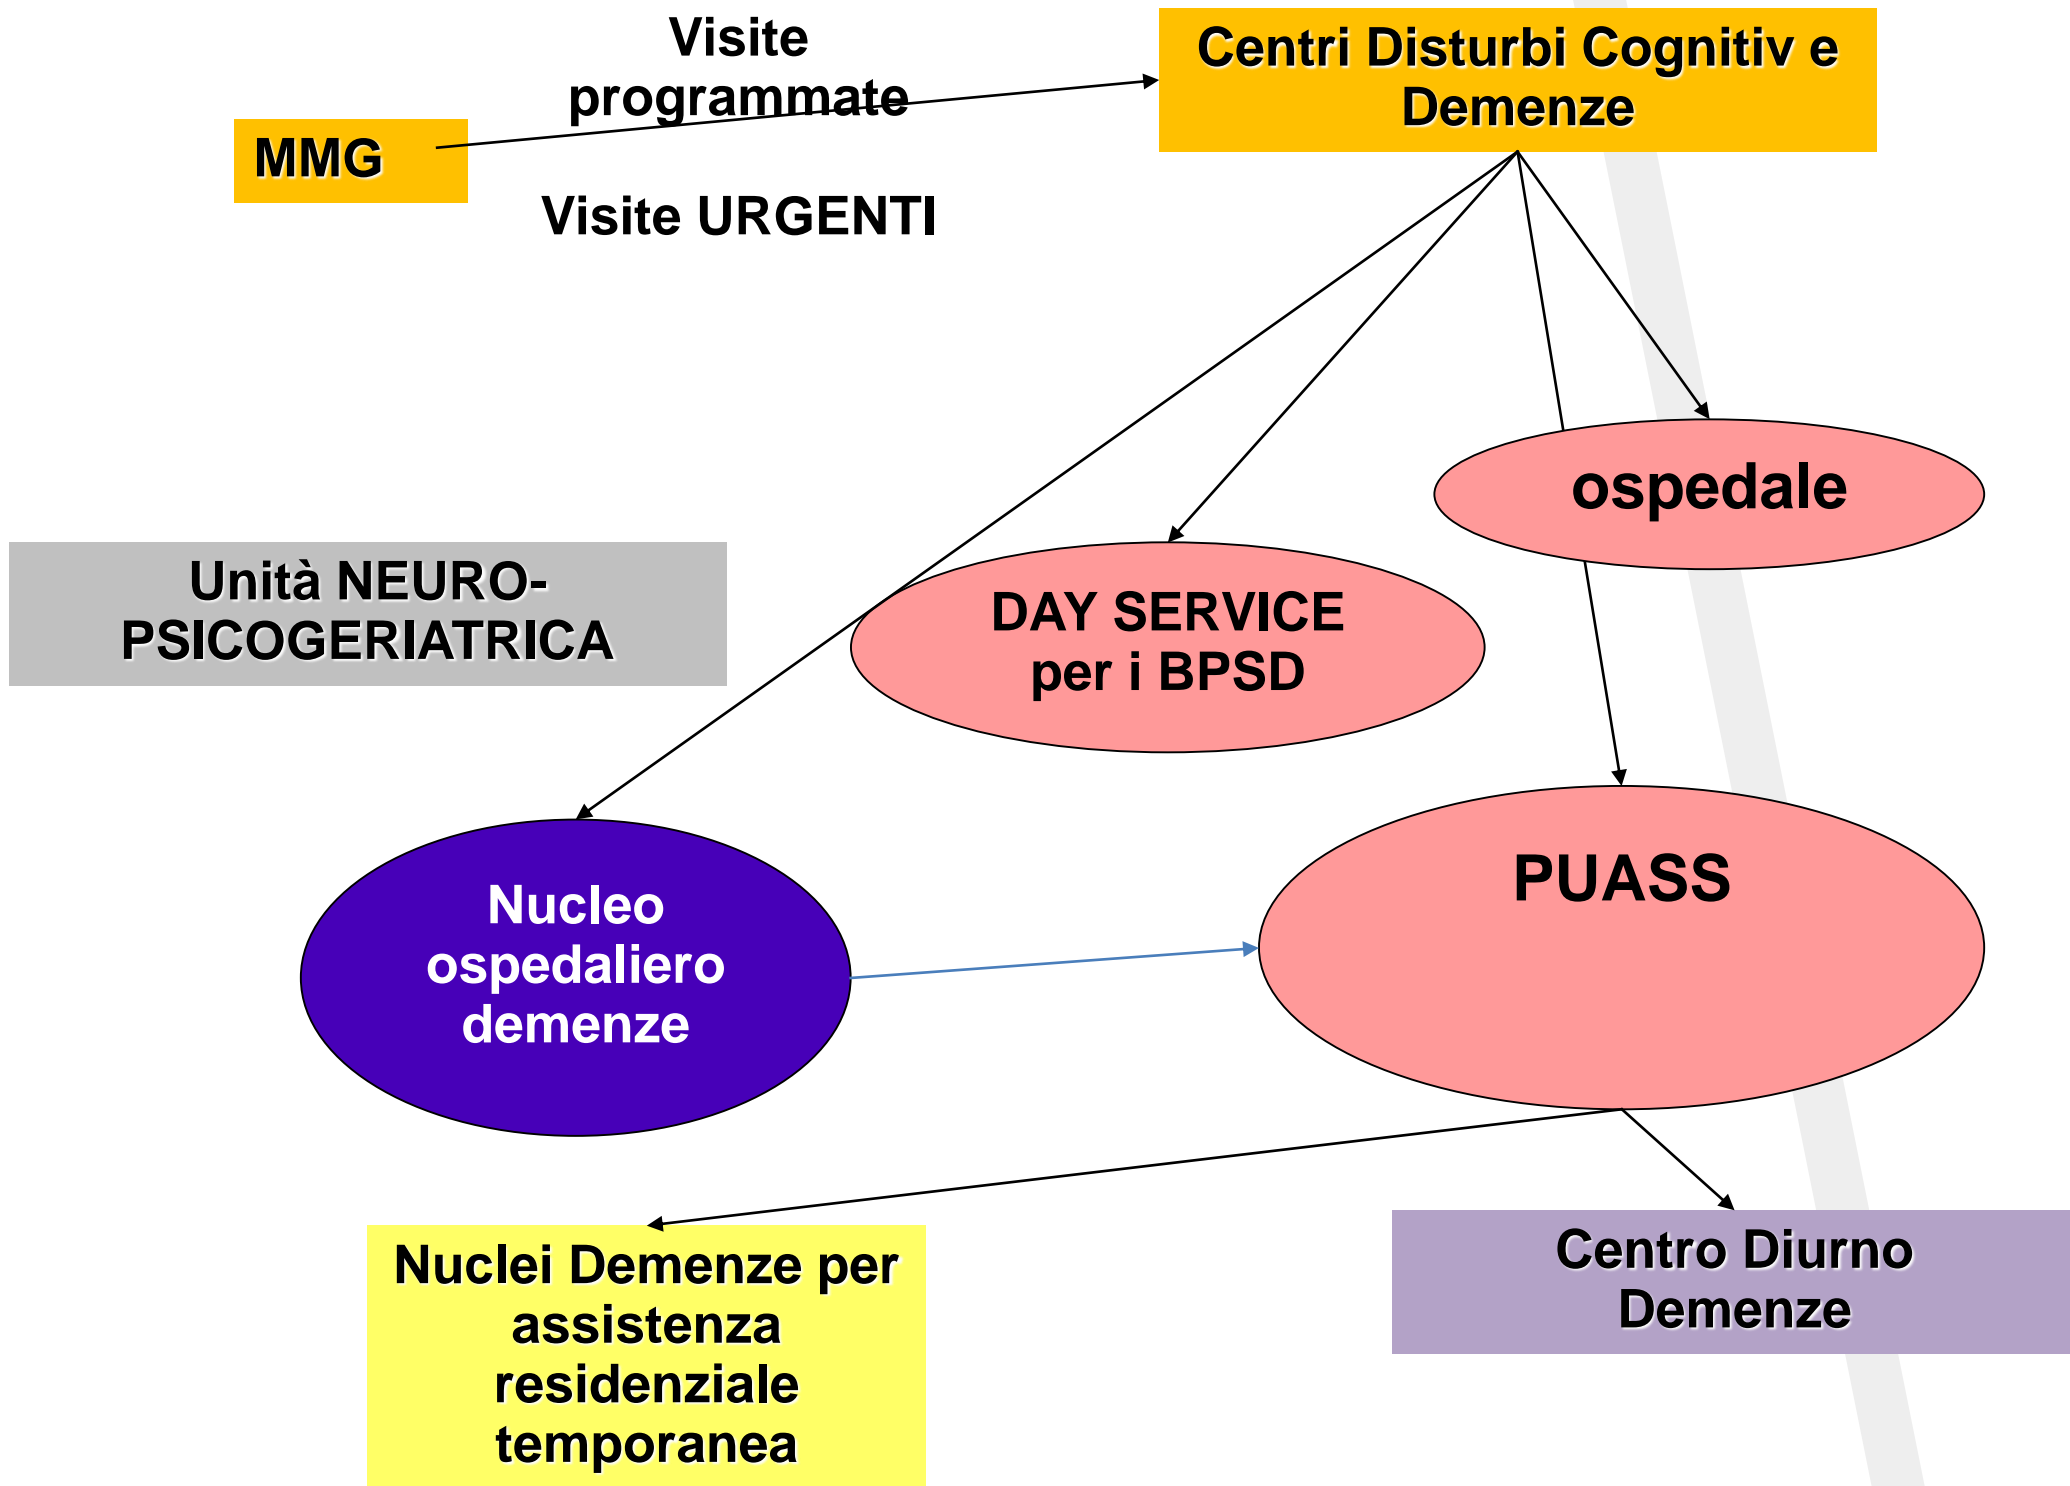 Visite
programmate
Centri Disturbi Cognitiv e
Demenze
MMG
Visite URGENTI
ospedale
Unità NEURO-
PSICOGERIATRICA
DAY SERVICE
per i BPSD
PUASS
Nucleo
ospedaliero
demenze
Nuclei Demenze per
assistenza
residenziale
temporanea
Centro Diurno
Demenze